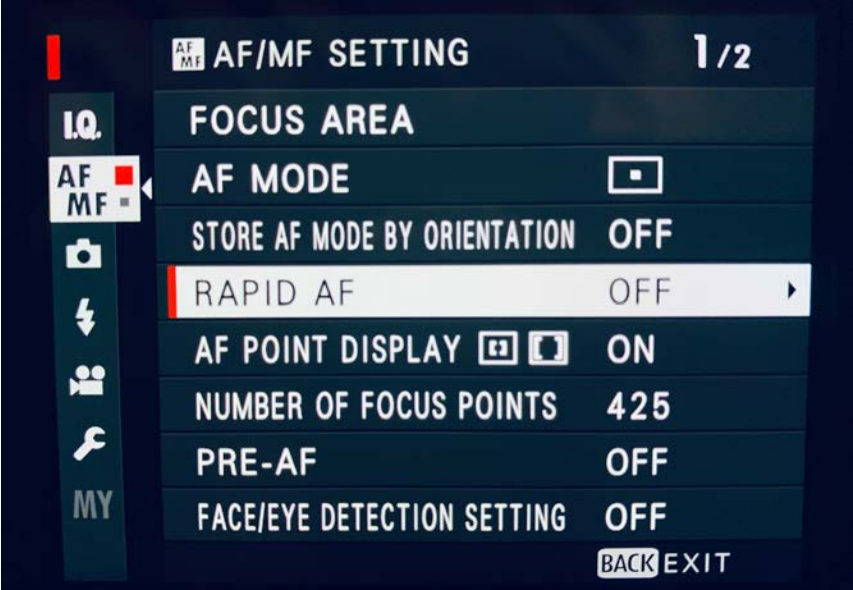 AF MF AF/MF SETTING 1/2
I.Q. FOCUS AREA
AF MF AF MODE
STORE AF MODE BY ORIENTATION OFF
RAPID AF OFF
AF POINT DISPLAY ON
NUMBER OF FOCUS POINTS 425
PRE-AF OFF
MY FACE/EYE DETECTION SETTING OFF
BACK EXIT